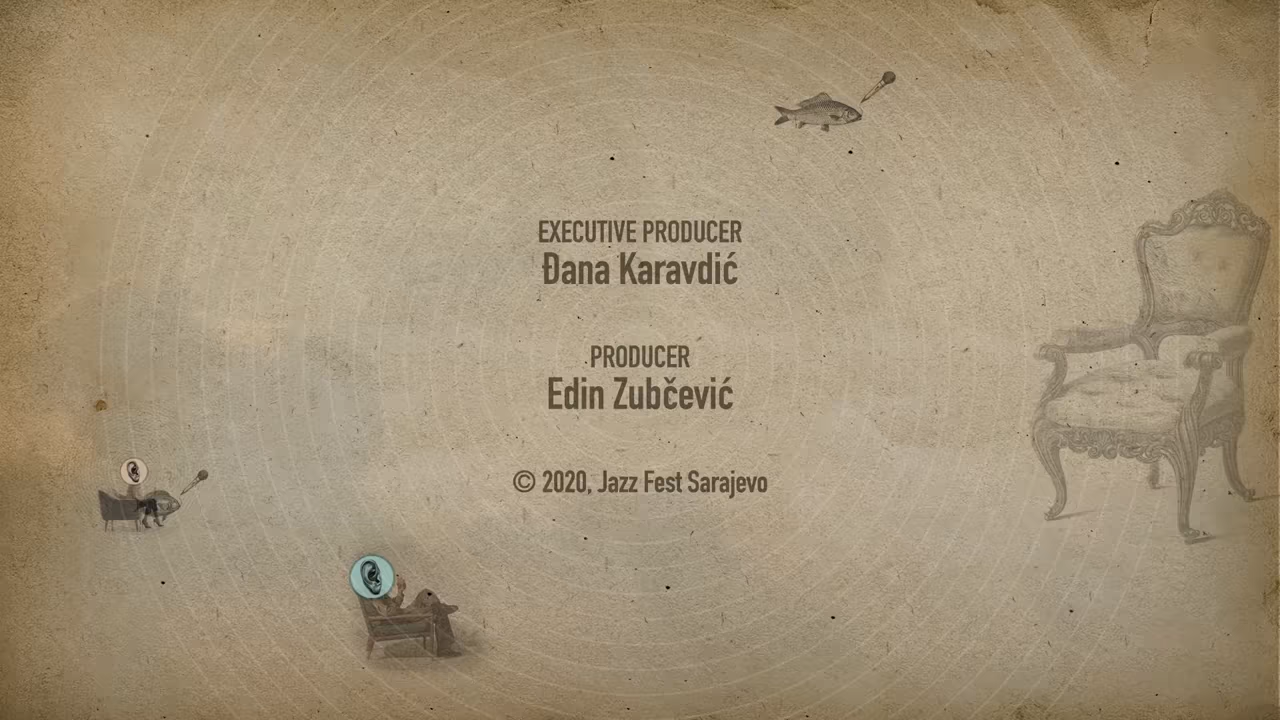 EXECUTIVE PRODUCER
Đana Karavdić
PRODUCER
Edin Zubčević
© 2020, Jazz Fest Sarajevo